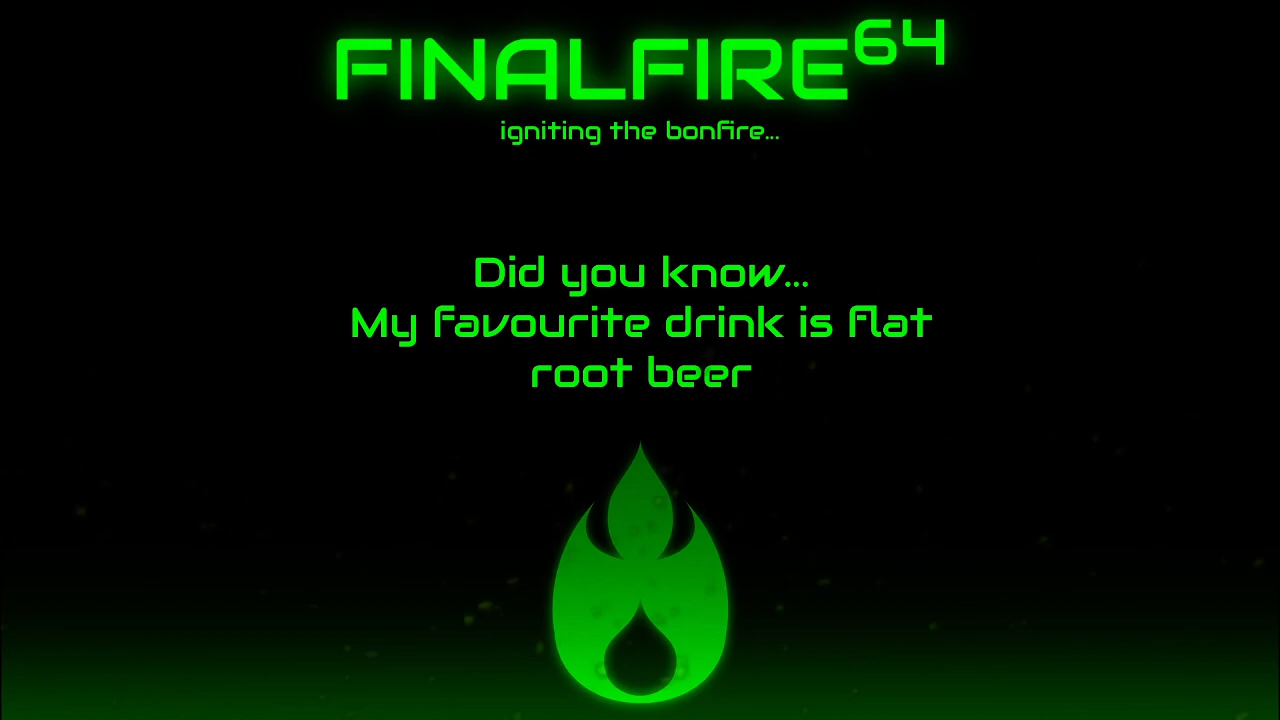 FINALFIRE64
igniting the bonfire...
Did you know...
My favourite drink is flat
root beer